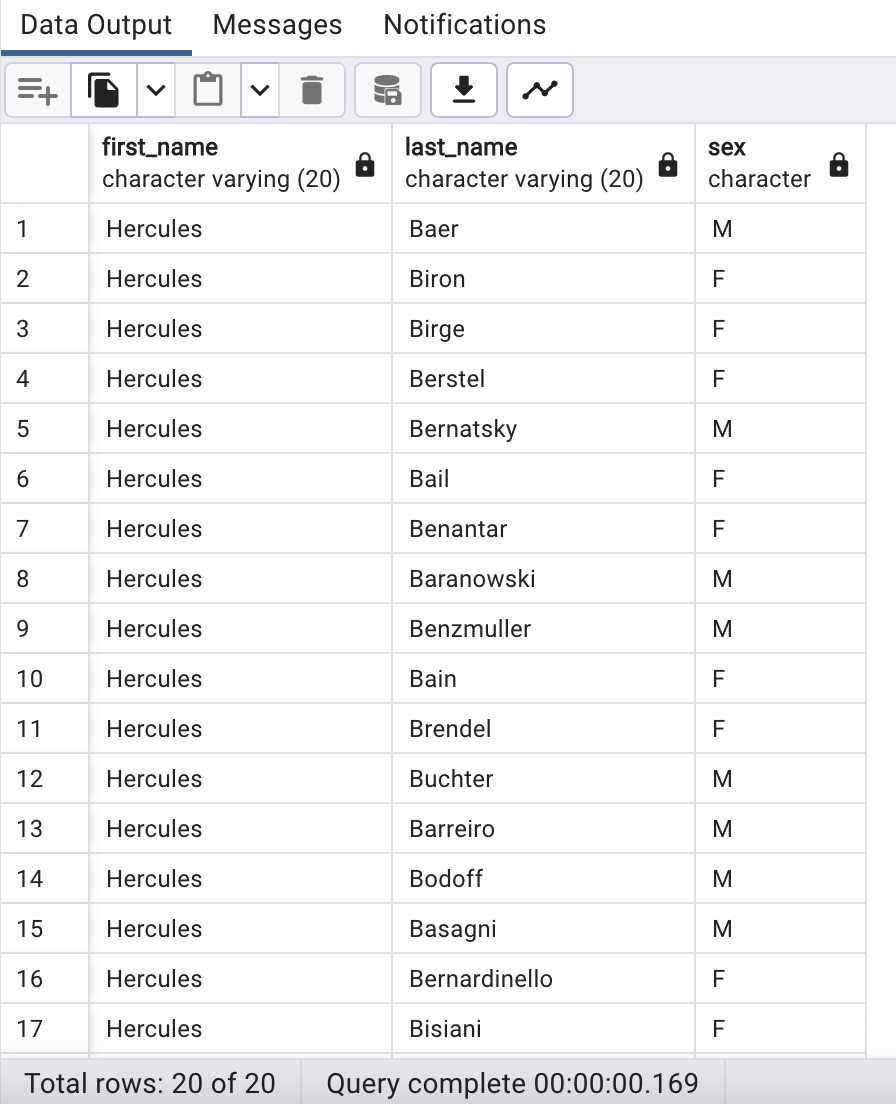 Data Output Messages Notifications
first_name last_name sex
character varying (20) character varying (20) character
1 Hercules Baer M
2 Hercules Biron F
3 Hercules Birge F
4 Hercules Berstel F
5 Hercules Bernatsky M
6 Hercules Bail F
7 Hercules Benantar F
8 Hercules Baranowski M
9 Hercules Benzmuller M
10 Hercules Bain F
11 Hercules Brendel F
12 Hercules Buchter M
13 Hercules Barreiro M
14 Hercules Bodoff M
15 Hercules Basagni M
16 Hercules Bernardinello F
17 Hercules Bisiani F
Total rows: 20 of 20 Query complete 00:00:00.169